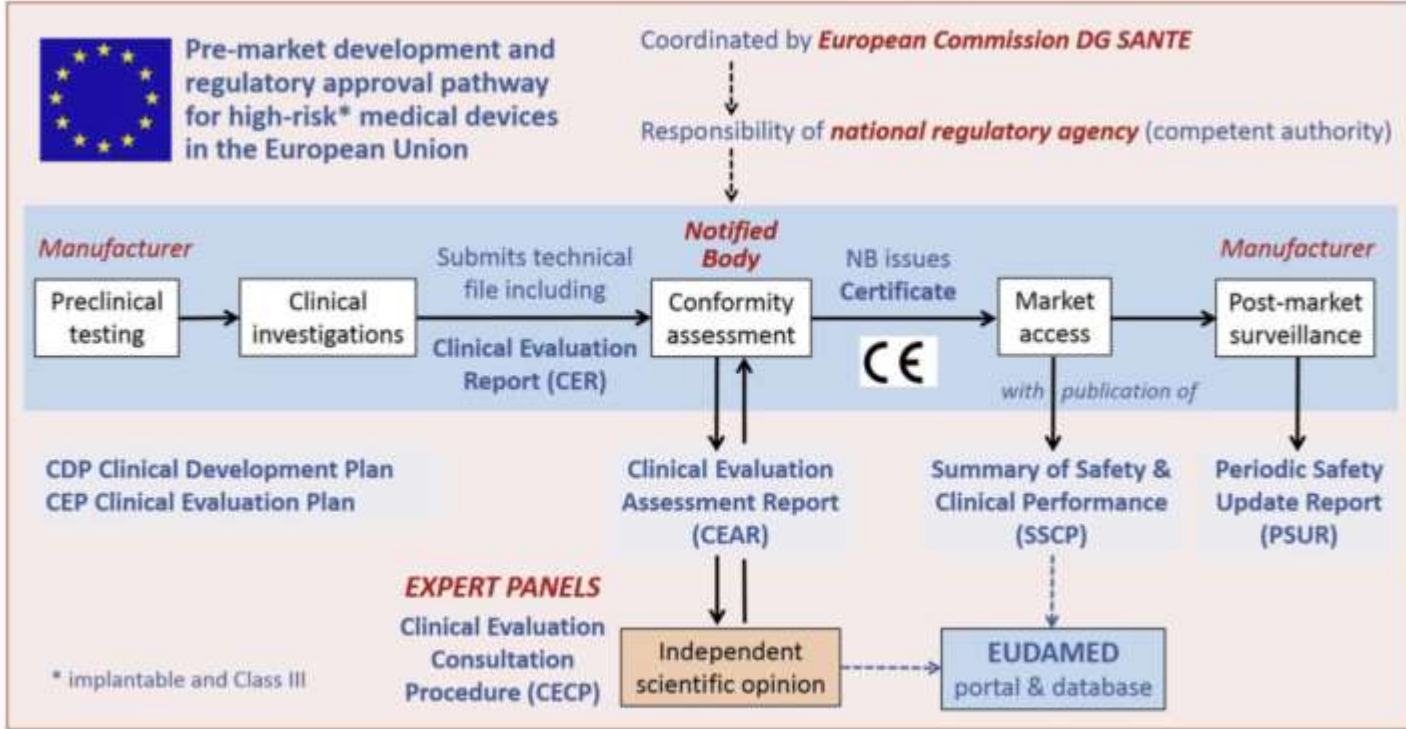 Pre-market development and
regulatory approval pathway
for high-risk* medical devices
in the European Union
Coordinated by European Commission DG SANTE
Responsibility of national regulatory agency (competent authority)
Manufacturer
Preclinical
testing
Clinical
investigations
Submits technical
file including
Clinical Evaluation
Report (CER)
Notified
Body
Conformity
assessment
NB issues
Certificate
CE
Market
access
with publication of
Manufacturer
Post-market
surveillance
CDP Clinical Development Plan
CEP Clinical Evaluation Plan
Clinical Evaluation
Assessment Report
(CEAR)
Summary of Safety &
Clinical Performance
(SSCP)
Periodic Safety
Update Report
(PSUR)
EXPERT PANELS
Clinical Evaluation
Consultation
Procedure (CECP)
Independent
scientific opinion
EUDAMED
portal & database
* implantable and Class III